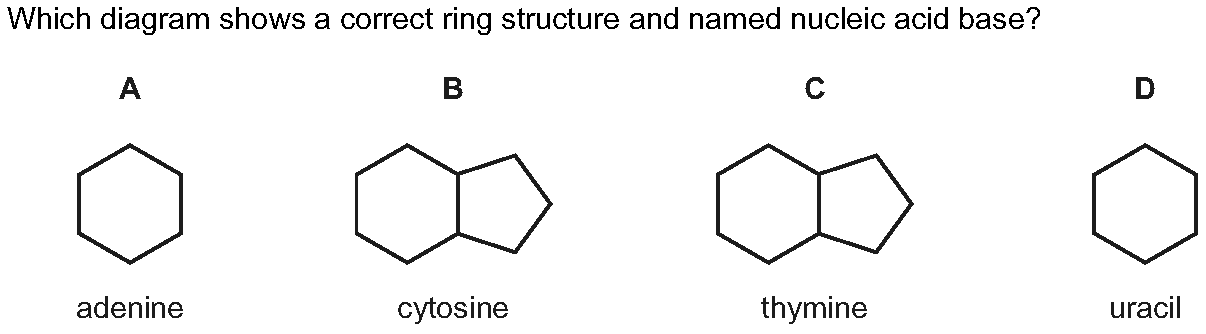 Which diagram shows a correct ring structure and named nucleic acid base?
A B C D
adenine cytosine thymine uracil